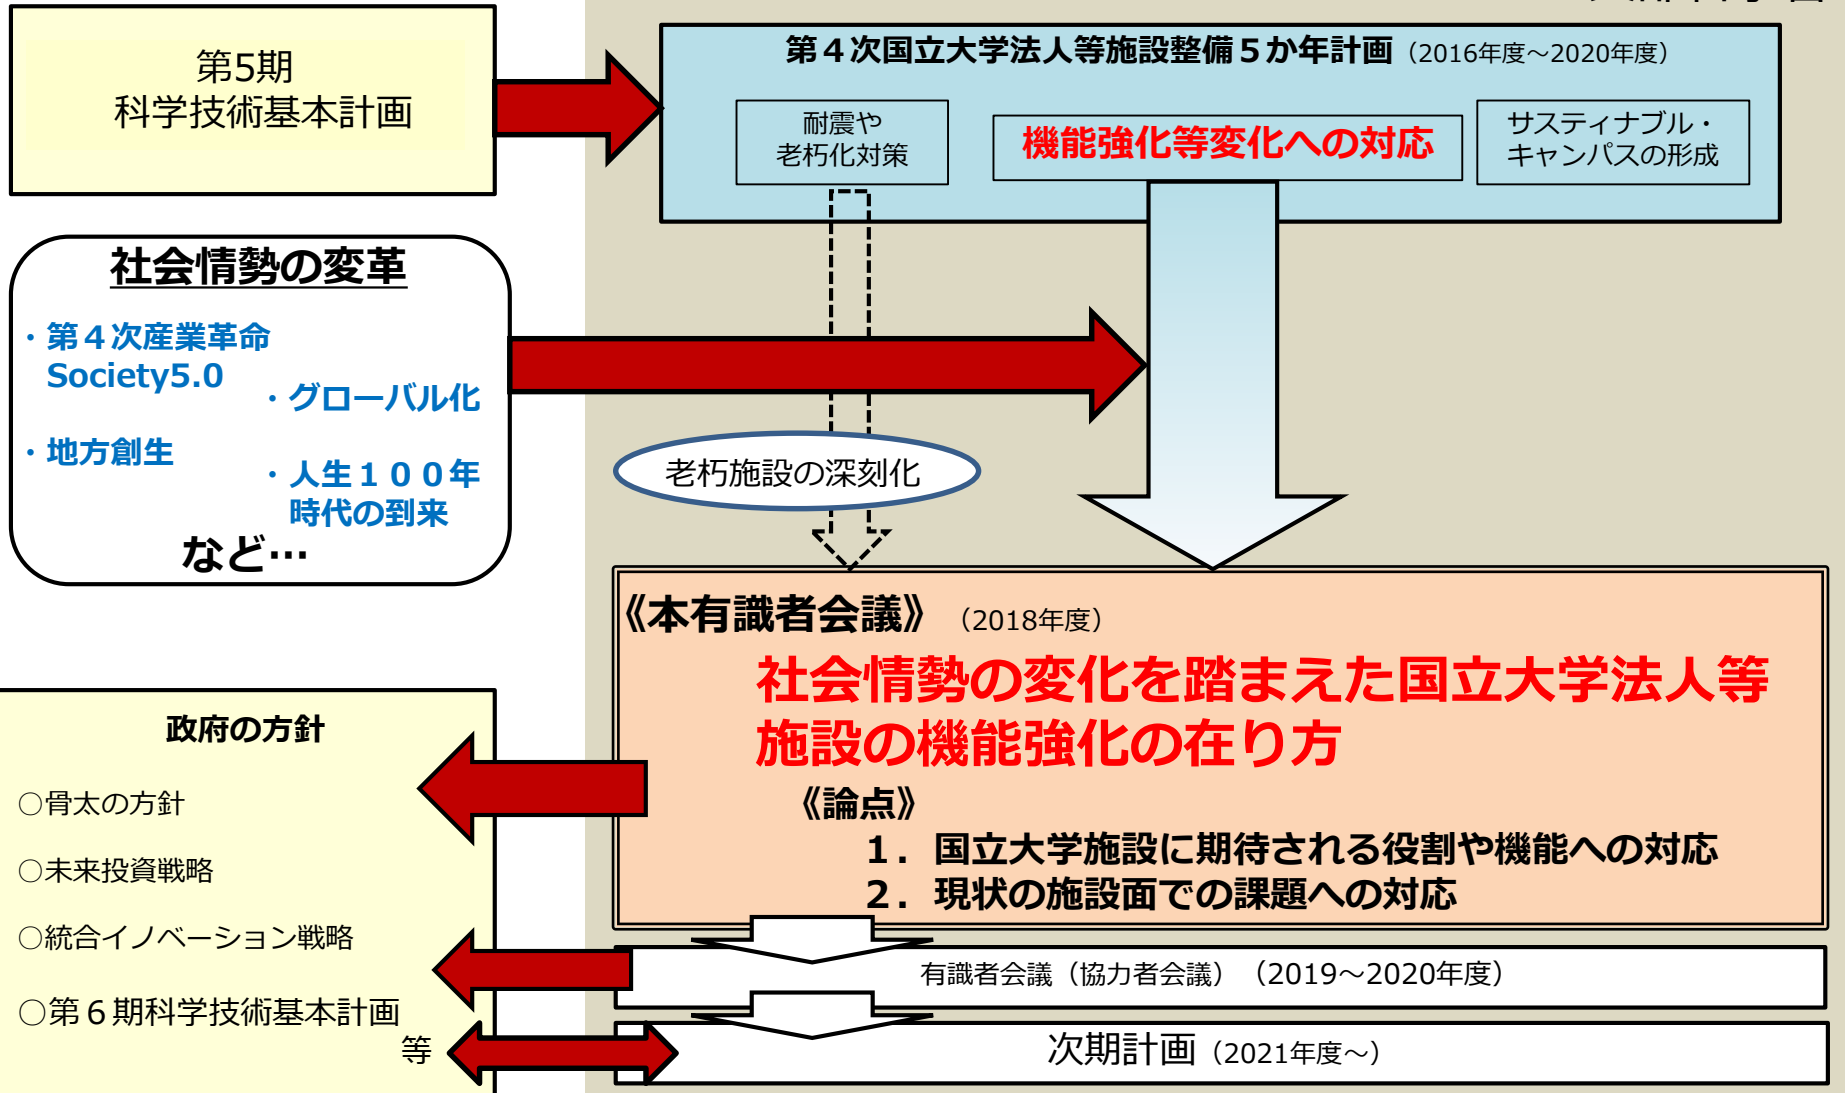 第5期
科学技術基本計画
第４次国立大学法人等施設整備５か年計画（2016年度～2020年度）
耐震や
老朽化対策
機能強化等変化への対応
サスティナブル・
キャンパスの形成
社会情勢の変革
・第４次産業革命
Society5.0
・グローバル化
・地方創生
・人生１００年
時代の到来
など…
老朽施設の深刻化
《本有識者会議》（2018年度）
社会情勢の変化を踏まえた国立大学法人等
施設の機能強化の在り方
《論点》
１．国立大学施設に期待される役割や機能への対応
２．現状の施設面での課題への対応
政府の方針
○骨太の方針
○未来投資戦略
○統合イノベーション戦略
○第６期科学技術基本計画
等
有識者会議（協力者会議）（2019～2020年度）
次期計画（2021年度～）